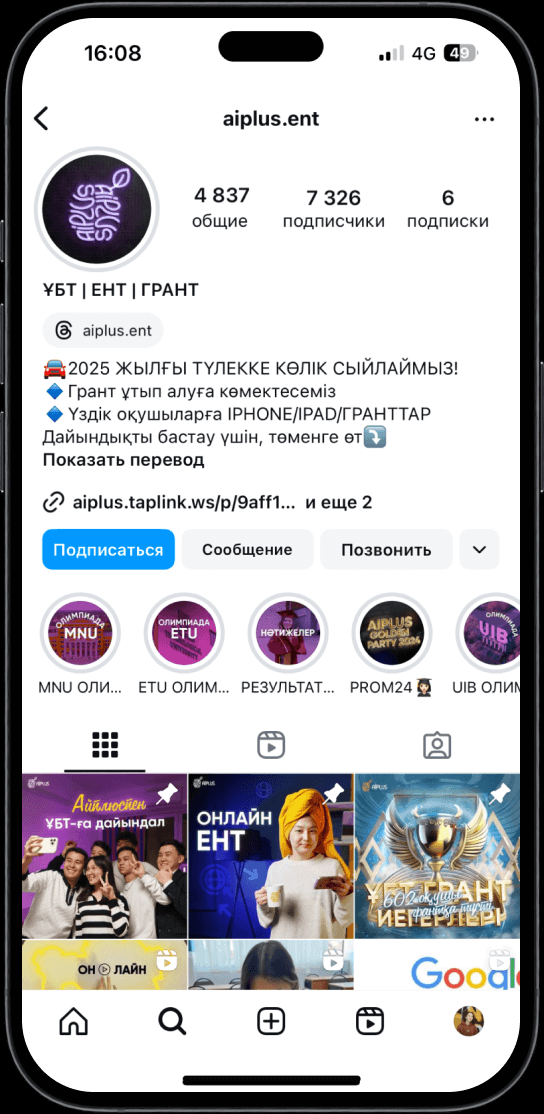 16:08
4G 49
aiplus.ent
4 837
общие
7 326
подписчики
6
подписки
ҰБТ | ЕНТ | ГРАНТ
aiplus.ent
2025 ЖЫЛҒЫ ТҮЛЕККЕ КӨЛІК СЫЙЛАЙМЫЗ!
Грант ұтып алуға көмектесеміз
Үздік оқушыларға IPHONE/IPAD/ГРАНТТАР
Дайындықты бастау үшін, төменге өт
Показать перевод
aiplus.taplink.ws/p/9aff1... и еще 2
Подписаться
Сообщение
Позвонить
ОЛИМПИАДА
MNU
ОЛИМПИАДА
ETU
НӘТИЖЕЛЕР
AIPLUS
GOLDEN
PARTY 2024
ОЛИМПИАДА
UIB
MNU ОЛИ...
ETU ОЛИМ...
РЕЗУЛЬТАТ...
PROM24
UIB ОЛИМ
AIPLUS
Айплюспен
ҰБТ-ға дайындал
AIPLUS
ОНЛАЙН
ЕНТ
AIPLUS
ҰБТ ГРАНТ
ИЕГЕРЛЕРІ
602 оқушы
грантқа түсті
ОН ЛАЙН
Googl